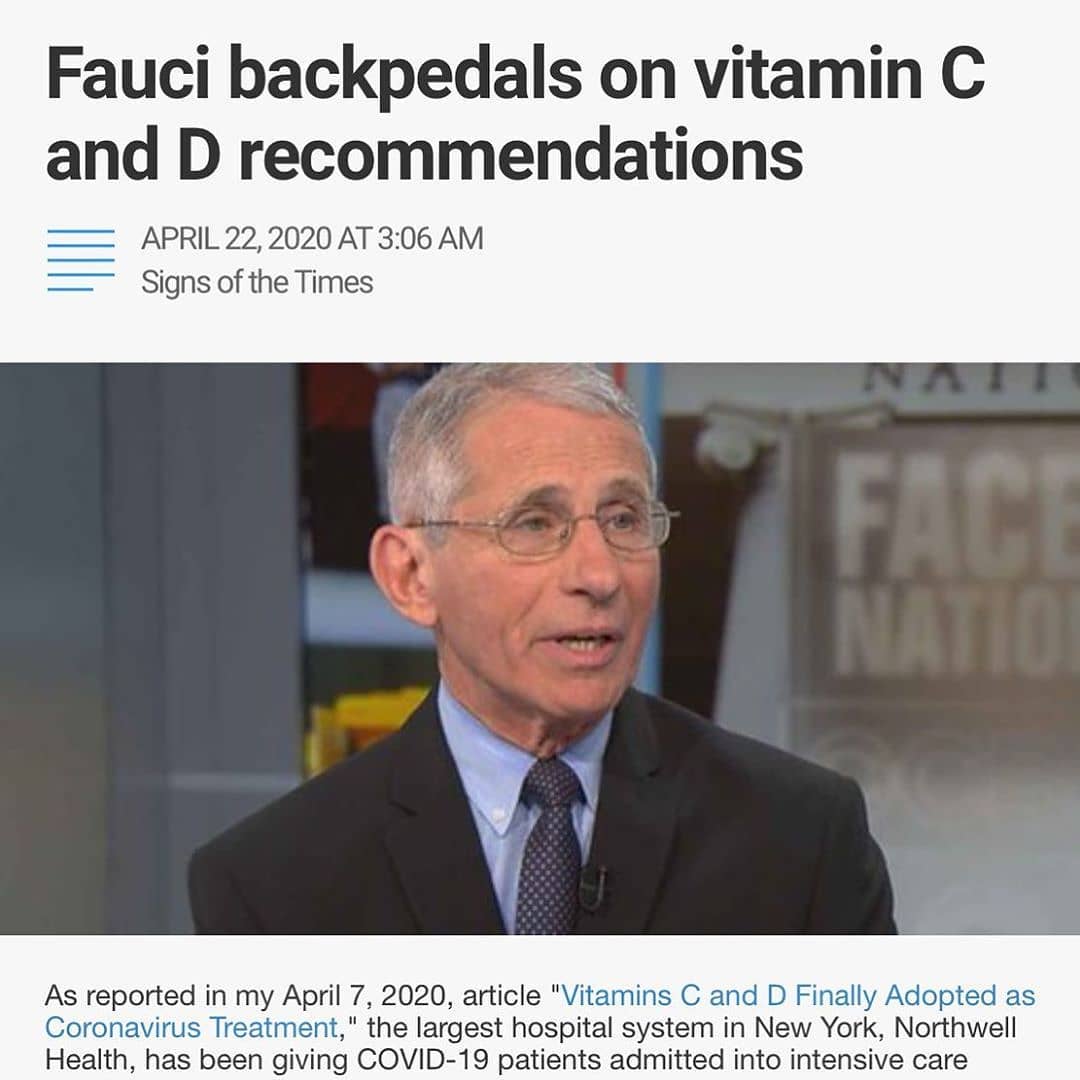 Fauci backpedals on vitamin C
and D recommendations
APRIL 22, 2020 AT 3:06 AM
Signs of the Times
NATI
FACE
NATIO
As reported in my April 7, 2020, article "Vitamins C and D Finally Adopted as
Coronavirus Treatment," the largest hospital system in New York, Northwell
Health, has been giving COVID-19 patients admitted into intensive care